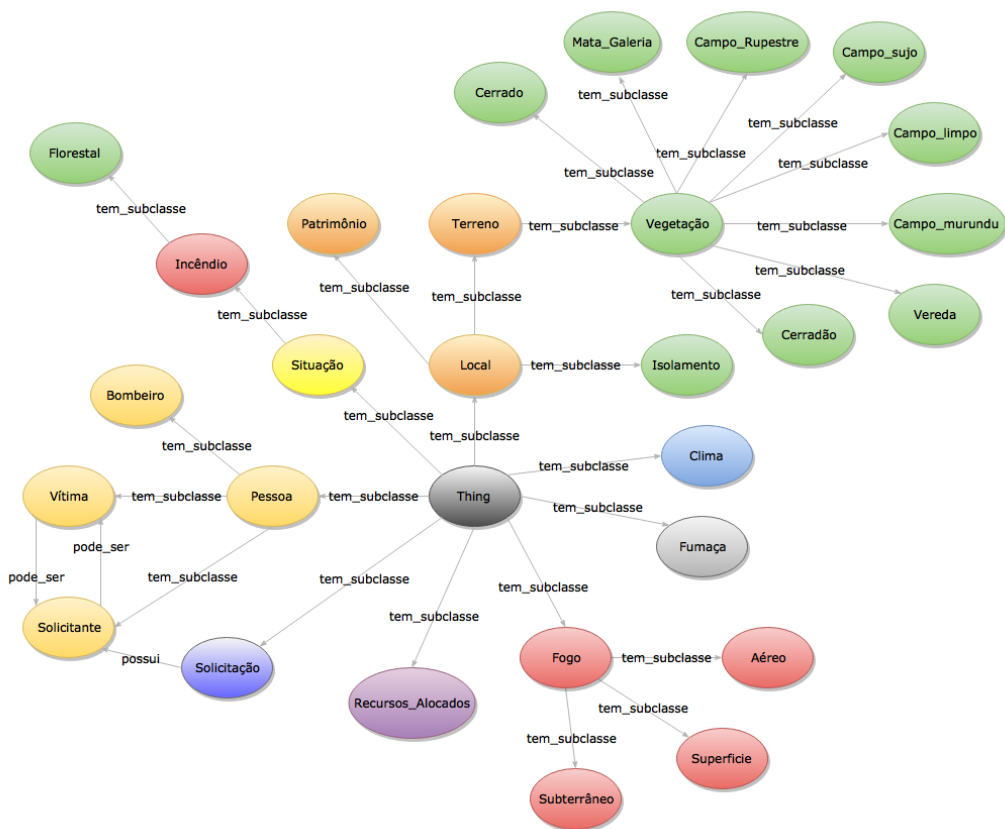 Mata_Galeria
Campo_Rupestre
Campo_sujo
Cerrado
tem_subclasse
tem_subclasse
Campo_limpo
Florestal
tem_subclasse
tem_subclasse
tem_subclasse
tem_subclasse
Patrimônio
Terreno
tem_subclasse
Vegetação
tem_subclasse
Campo_murundu
Incêndio
tem_subclasse
tem_subclasse
tem_subclasse
tem_subclasse
Vereda
tem_subclasse
Cerradão
Situação
Local
tem_subclasse
Isolamento
Bombeiro
tem_subclasse
tem_subclasse
tem_subclasse
Clima
tem_subclasse
Vítima
tem_subclasse
Pessoa
tem_subclasse
Thing
tem_subclasse
pode_ser
Fumaça
pode_ser
tem_subclasse
tem_subclasse
tem_subclasse
tem_subclasse
Solicitante
possui
Solicitação
Fogo
tem_subclasse
Aéreo
Recursos_Alocados
tem_subclasse
tem_subclasse
Superficie
Subterrâneo